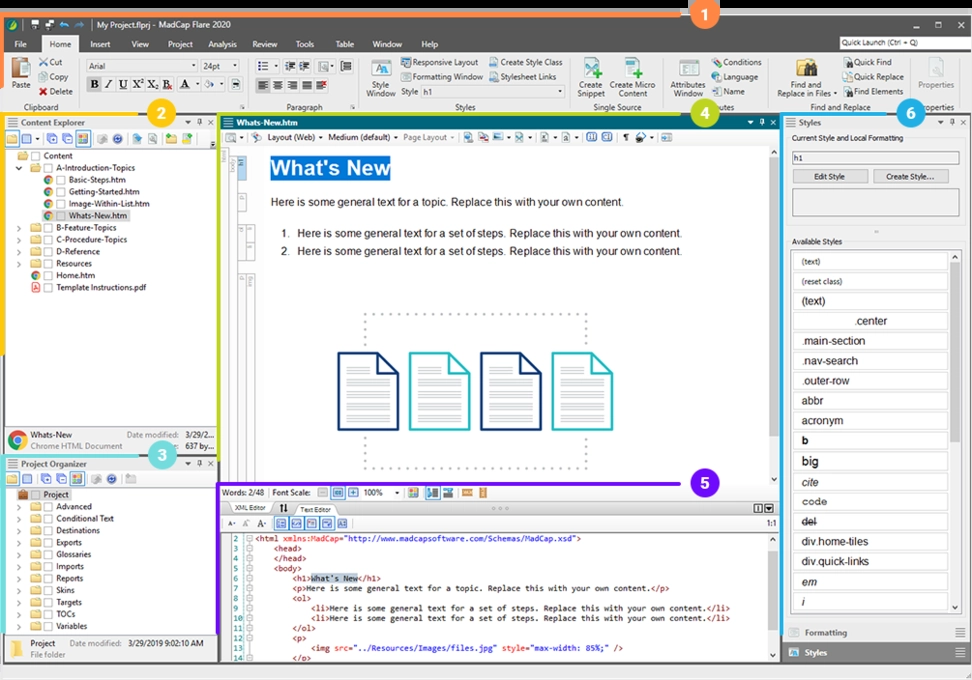 1
My Project.flprj - MadCap Flare 2020
File Home Insert View Project Analysis Review Tools Table Window Help
Quick Launch (Ctrl + Q)
Paste
Cut
Copy
Delete
Clipboard
Arial 24pt
B I U X² X₂ A
Font
Paragraph
Style Window
Responsive Layout
Formatting Window
Style h1
Create Style Class
Stylesheet Links
Styles
Create Snippet
Create Micro Content
Single Source
Attributes Window
Conditions
Language
Name
Find and Replace in Files
Quick Find
Quick Replace
Find Elements
Find and Replace
Properties
2
Content Explorer
Content
A-Introduction-Topics
Basic-Steps.htm
Getting-Started.htm
Image-Within-List.htm
Whats-New.htm
B-Feature-Topics
C-Procedure-Topics
D-Reference
Resources
Home.htm
Template Instructions.pdf
Whats-New Date modified: 3/29/2...
Chrome HTML Document 637 by...
3
Project Organizer
Project
Advanced
Conditional Text
Destinations
Exports
Glossaries
Imports
Reports
Skins
Targets
TOCs
Variables
Project Date modified: 3/29/2019 9:02:10 AM
File folder
4
Whats-New.htm
Layout (Web) Medium (default) Page Layout
What's New
Here is some general text for a topic. Replace this with your own content.
1. Here is some general text for a set of steps. Replace this with your own content.
2. Here is some general text for a set of steps. Replace this with your own content.
5
Words: 2/48 Font Scale: 100%
XML Editor Text Editor
1:1
2 <html xmlns:MadCap="http://www.madcapsoftware.com/Schemas/MadCap.xsd">
3 <head>
4 </head>
5 <body>
6 <h1>What's New</h1>
7 <p>Here is some general text for a topic. Replace this with your own content.</p>
8 <ol>
9 <li>Here is some general text for a set of steps. Replace this with your own content.</li>
10 <li>Here is some general text for a set of steps. Replace this with your own content.</li>
11 </ol>
12 <p>
13 <img src="../Resources/Images/files.jpg" style="max-width: 85%;" />
14 </p>
6
Styles
Current Style and Local Formatting
h1
Edit Style Create Style...
Available Styles
(text)
(reset class)
(text)
.center
.main-section
.nav-search
.outer-row
abbr
acronym
b
big
cite
code
del
div.home-tiles
div.quick-links
em
i
Formatting
Styles